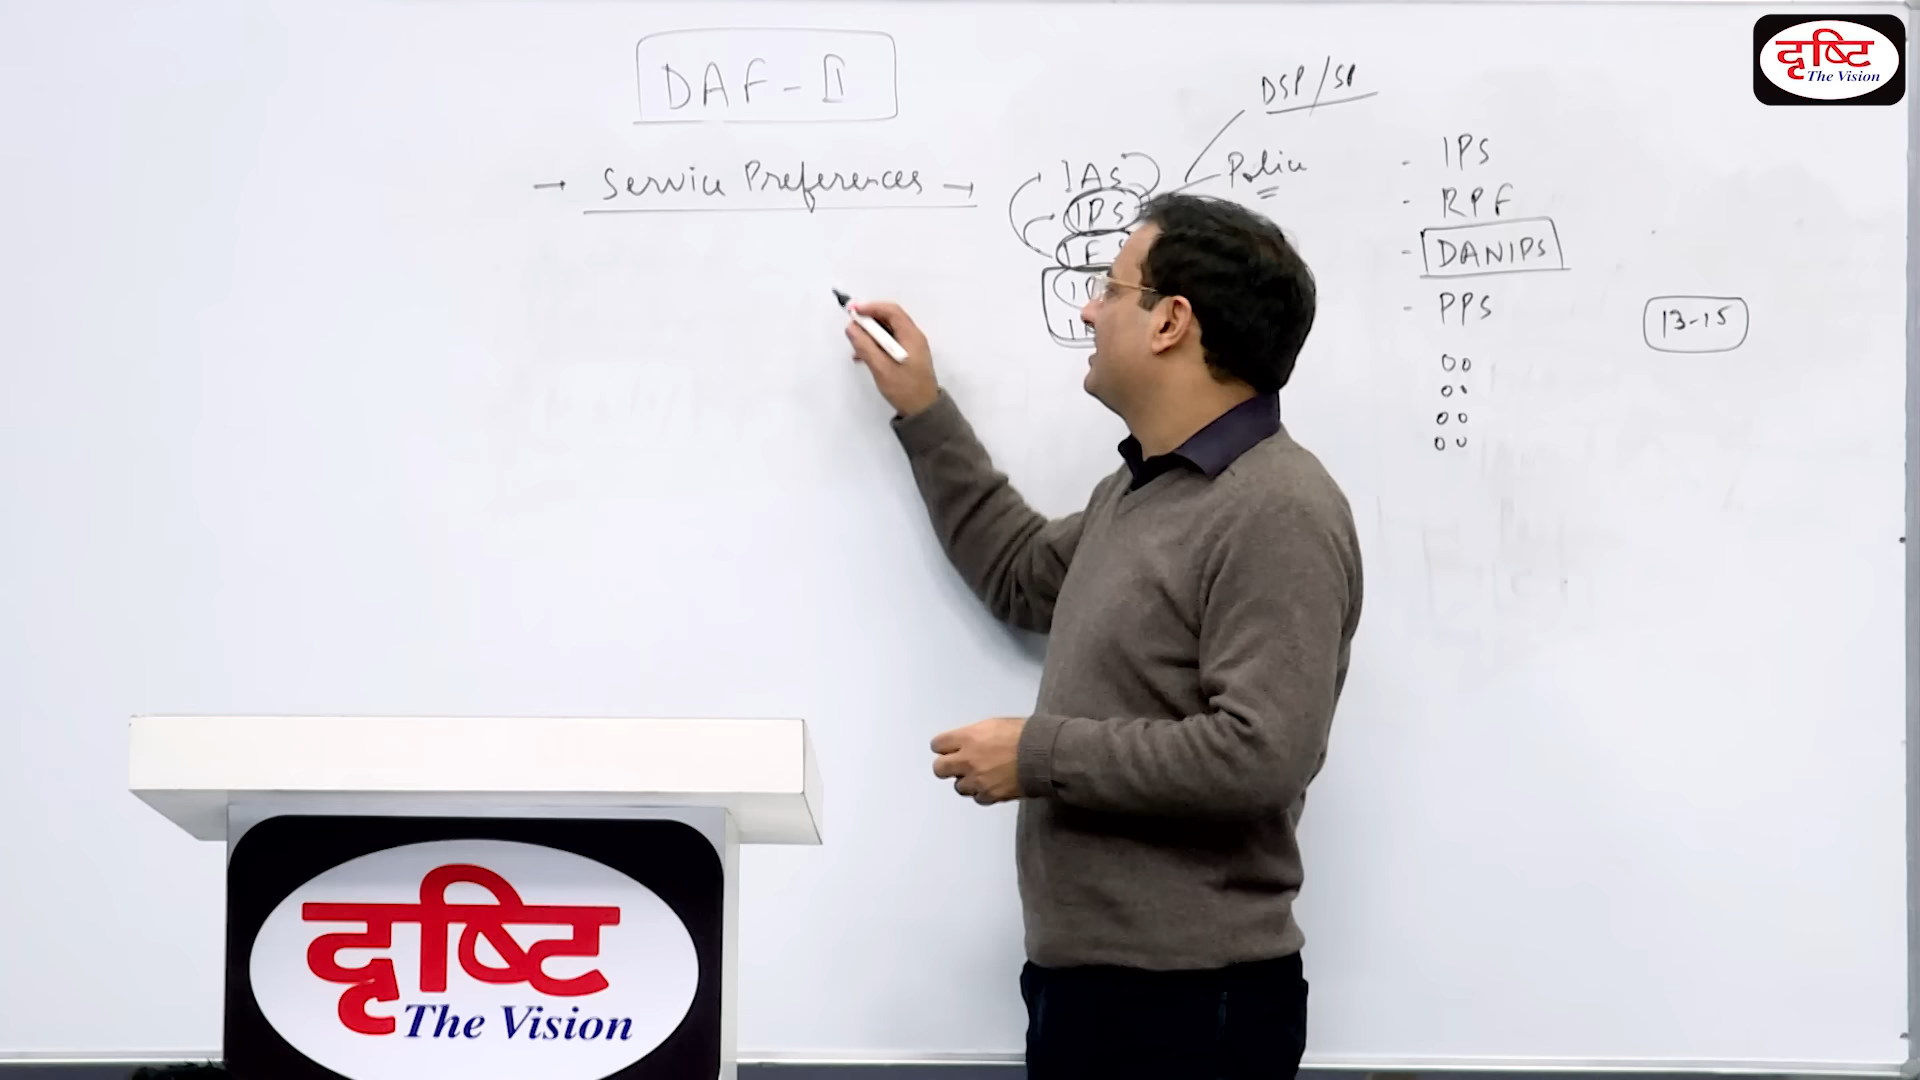 DAF-II
→ Service Preferences →
IAS
IPS
DSP/SP
Police
- IPS
- RPF
- DANIPS
- PPS
13-15
दृष्टि
The Vision
दृष्टि
The Vision